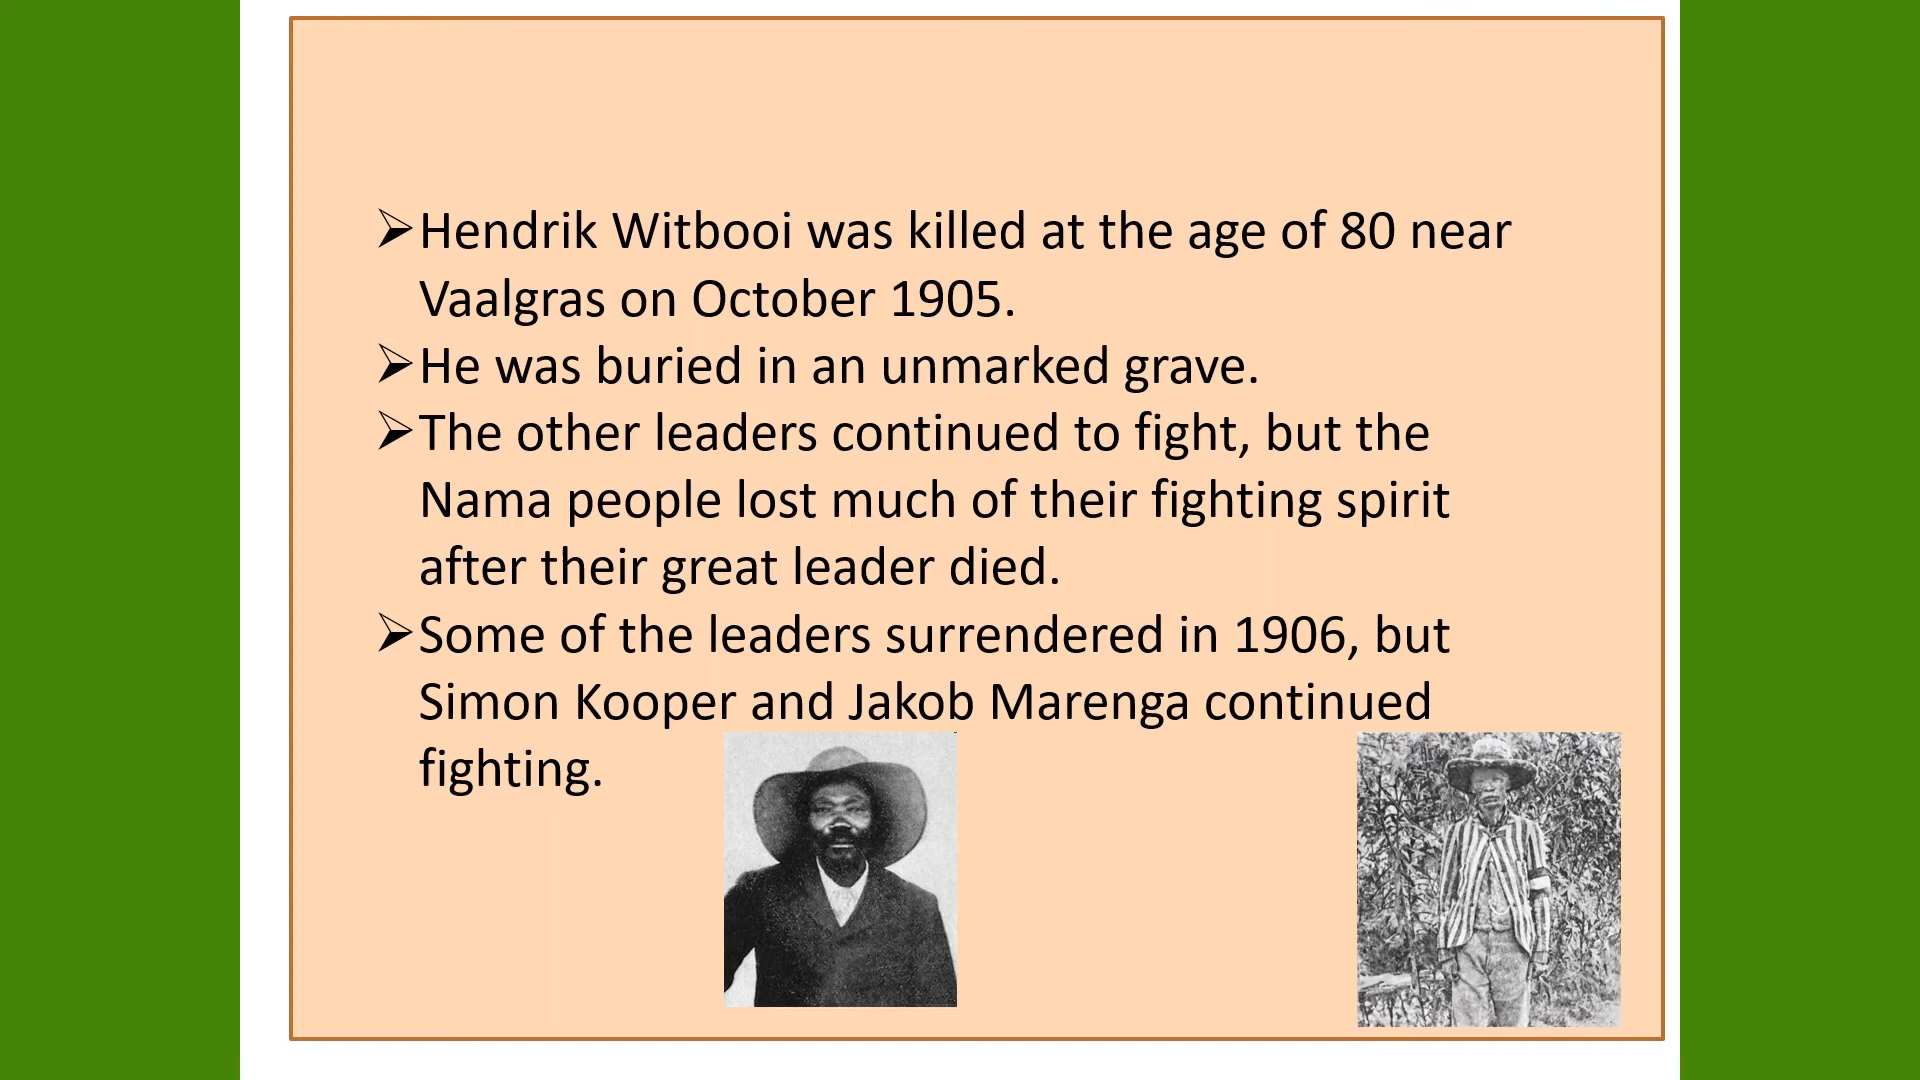 ➢Hendrik Witbooi was killed at the age of 80 near
Vaalgras on October 1905.
➢He was buried in an unmarked grave.
➢The other leaders continued to fight, but the
Nama people lost much of their fighting spirit
after their great leader died.
➢Some of the leaders surrendered in 1906, but
Simon Kooper and Jakob Marenga continued
fighting.